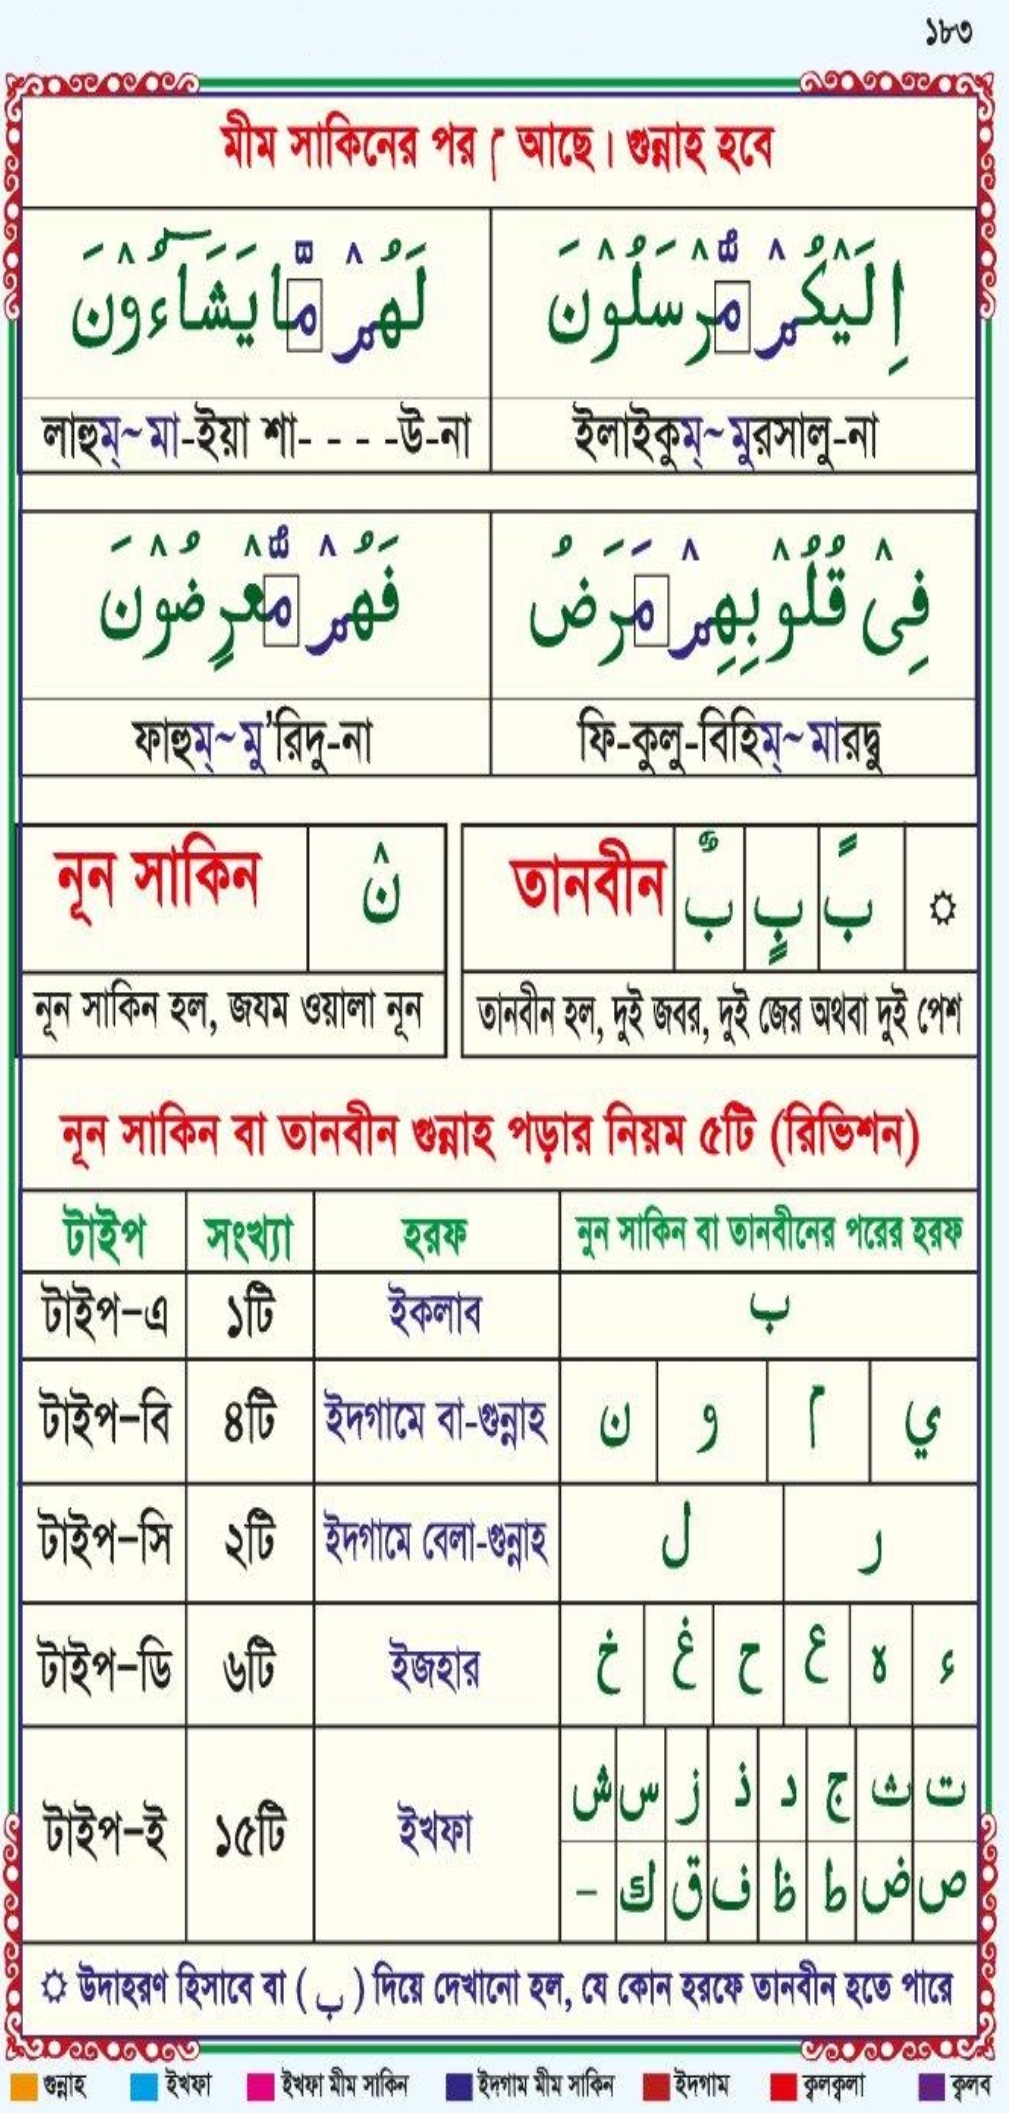 ১৮৩
মীম সাকিনের পর م আছে। গুন্নাহ হবে
لَهُمْ مَّا يَشَآءُوْنَ اِلَيْكُمْ مُّرْسَلُوْنَ
লাহুম্~মা-ইয়া শা- - - -উ-না ইলাইকুম্~মুরসালু-না
فَهُمْ مُّعْرِضُوْنَ فِىْ قُلُوْبِهِمْ مَرَضٌ
ফাহুম্~মু'রিদু-না ফি-কুলু-বিহিম্~মারদ্বু
নূন সাকিন نْ তানবীন بٌ بٍ بً ☼
নূন সাকিন হল, জযম ওয়ালা নূন তানবীন হল, দুই জবর, দুই জের অথবা দুই পেশ
নূন সাকিন বা তানবীন গুন্নাহ পড়ার নিয়ম ৫টি (রিভিশন)
টাইপ সংখ্যা হরফ নুন সাকিন বা তানবীনের পরের হরফ
টাইপ-এ ১টি ইকলাব ب
টাইপ-বি ৪টি ইদগামে বা-গুন্নাহ ن و م ي
টাইপ-সি ২টি ইদগামে বেলা-গুন্নাহ ل ر
টাইপ-ডি ৬টি ইজহার خ غ ح ع ه ء
টাইপ-ই ১৫টি ইখফা ش س ز ذ د ج ث ت
– ك ق ف ظ ط ض ص
☼ উদাহরণ হিসাবে বা ( ب ) দিয়ে দেখানো হল, যে কোন হরফে তানবীন হতে পারে
গুন্নাহ ইখফা ইখফা মীম সাকিন ইদগাম মীম সাকিন ইদগাম ক্বলক্বলা ক্বলব